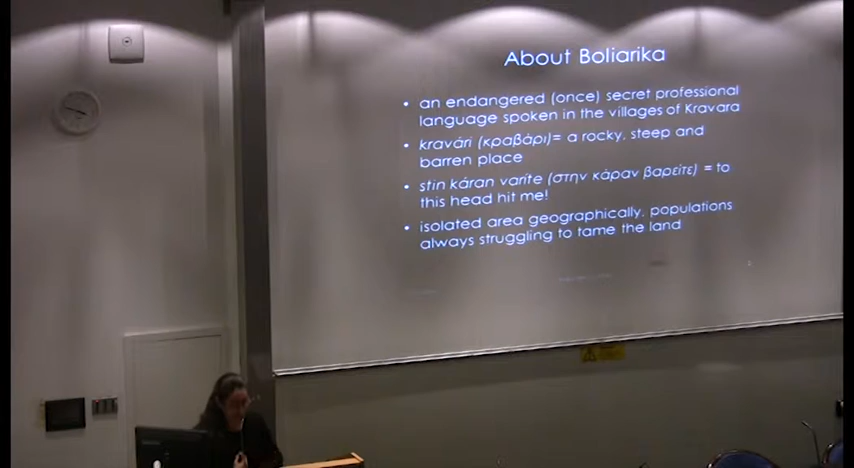 About Boliarika
• an endangered (once) secret professional
language spoken in the villages of Kravara
• kravári (κραβάρι)= a rocky, steep and
barren place
• stin káran varíte (στην κάραν βαρείτε) = to
this head hit me!
• isolated area geographically, populations
always struggling to tame the land